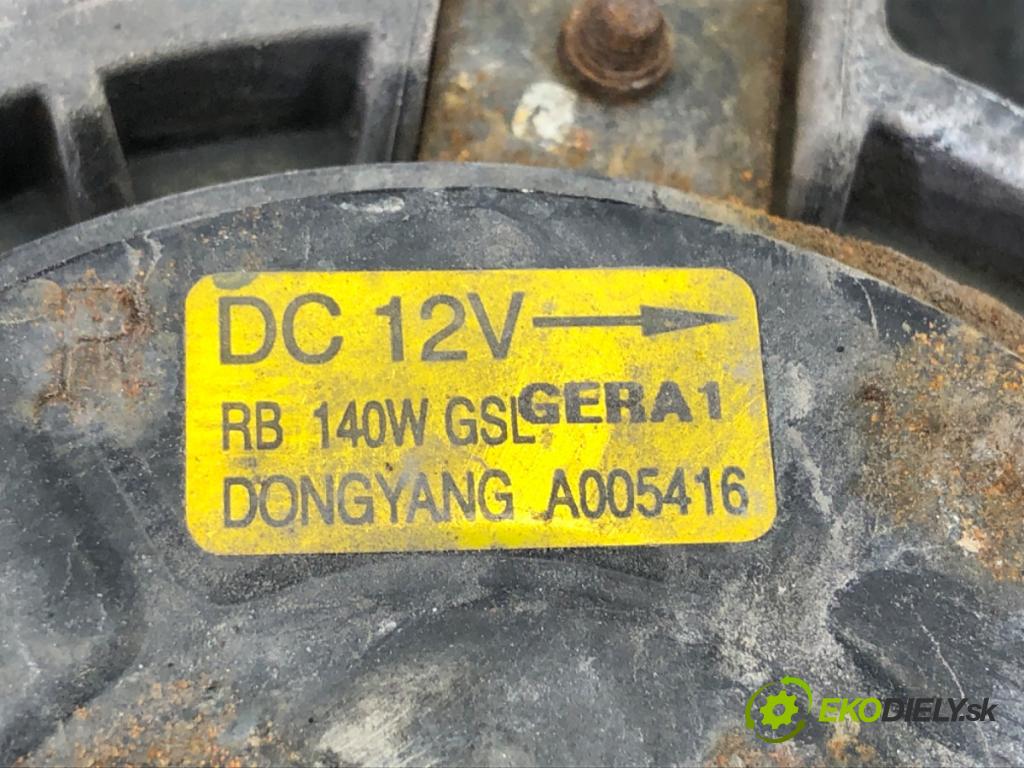 DC 12V
RB 140W GSL GERA1
DONGYANG A005416
EKODIELY.sk